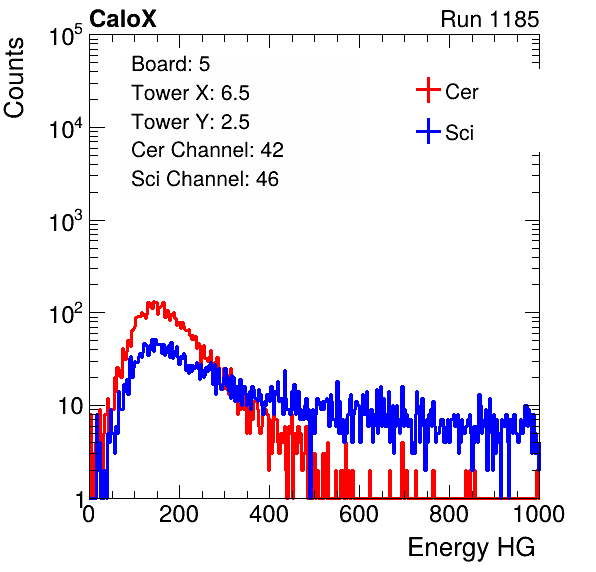 CaloX Run 1185
Counts
10^5
10^4
10^3
10^2
10
1
Board: 5
Tower X: 6.5
Tower Y: 2.5
Cer Channel: 42
Sci Channel: 46
Cer
Sci
0 200 400 600 800 1000
Energy HG